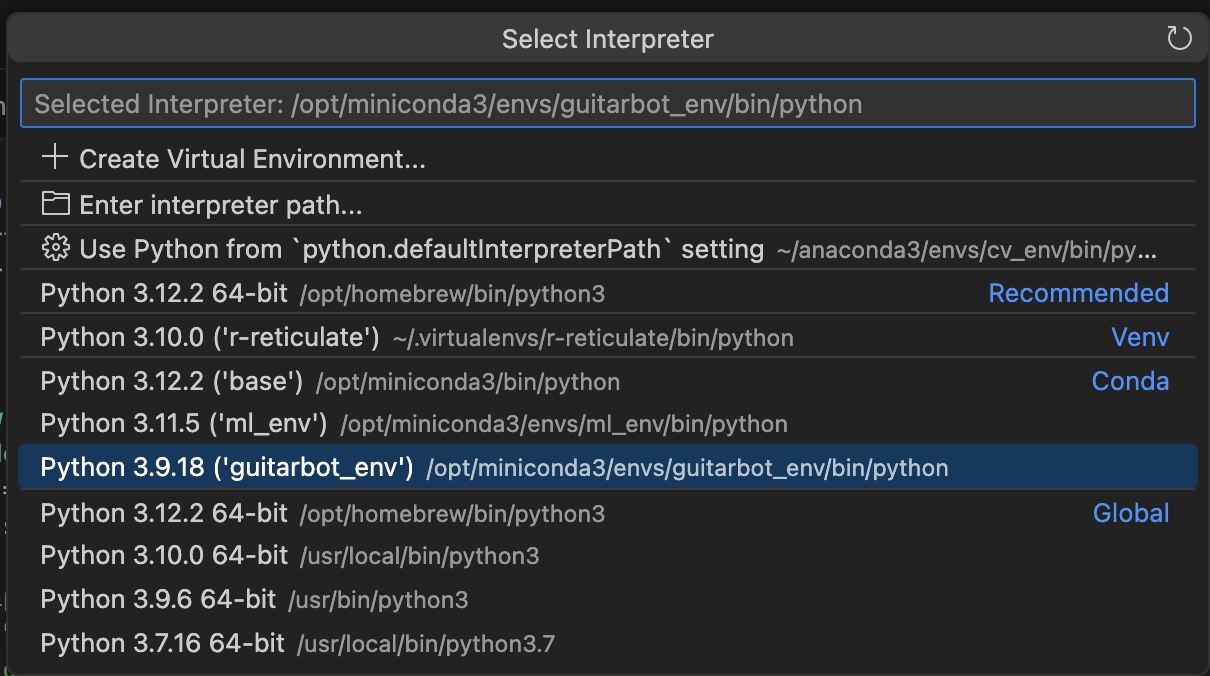 Select Interpreter
Selected Interpreter: /opt/miniconda3/envs/guitarbot_env/bin/python
Create Virtual Environment...
Enter interpreter path...
Use Python from `python.defaultInterpreterPath` setting ~/anaconda3/envs/cv_env/bin/py...
Python 3.12.2 64-bit /opt/homebrew/bin/python3 Recommended
Python 3.10.0 ('r-reticulate') ~/.virtualenvs/r-reticulate/bin/python Venv
Python 3.12.2 ('base') /opt/miniconda3/bin/python Conda
Python 3.11.5 ('ml_env') /opt/miniconda3/envs/ml_env/bin/python
Python 3.9.18 ('guitarbot_env') /opt/miniconda3/envs/guitarbot_env/bin/python
Python 3.12.2 64-bit /opt/homebrew/bin/python3 Global
Python 3.10.0 64-bit /usr/local/bin/python3
Python 3.9.6 64-bit /usr/bin/python3
Python 3.7.16 64-bit /usr/local/bin/python3.7